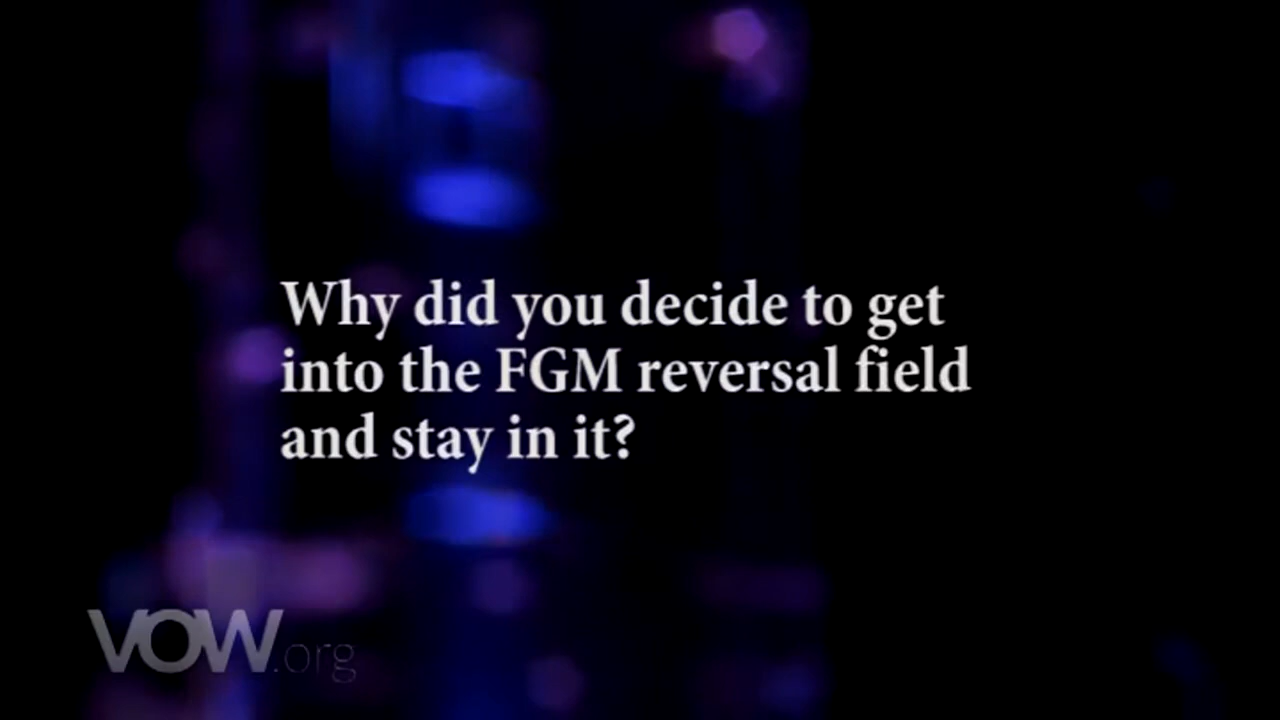 Why did you decide to get
into the FGM reversal field
and stay in it?
VOW.org